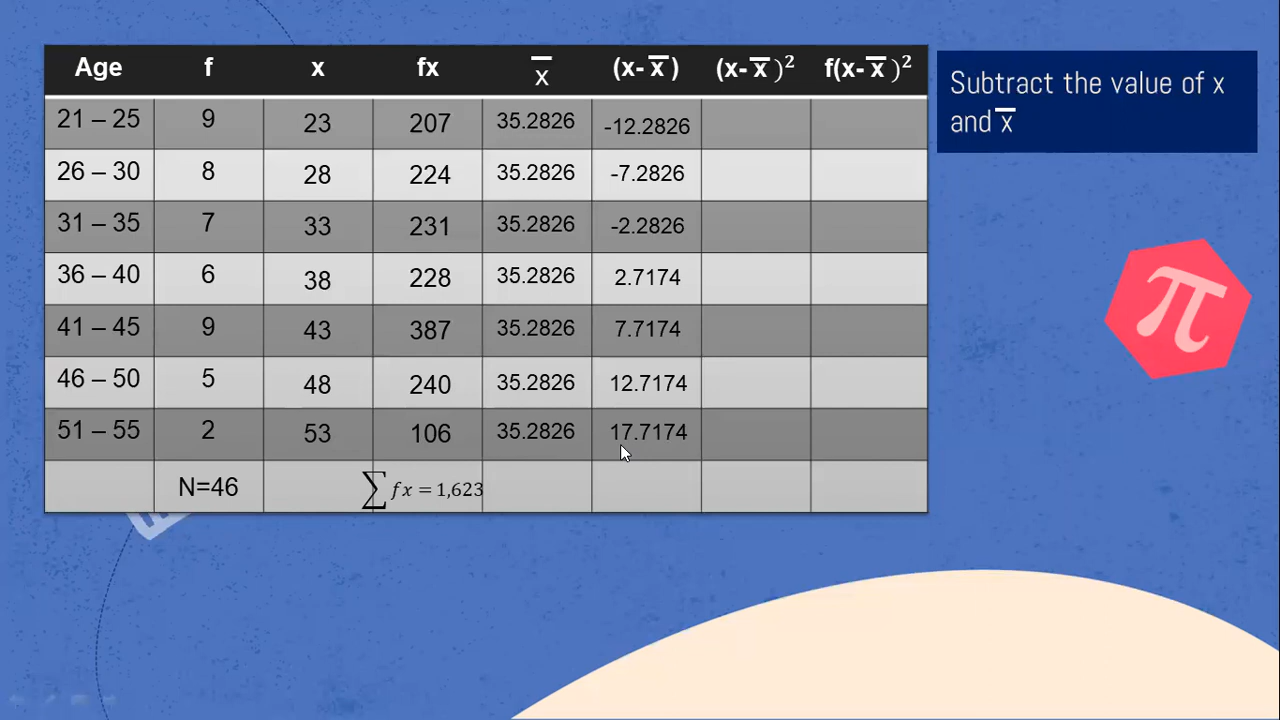 Age f x fx x̄ (x-x̄) (x-x̄)² f(x-x̄)²
21 – 25 9 23 207 35.2826 -12.2826
26 – 30 8 28 224 35.2826 -7.2826
31 – 35 7 33 231 35.2826 -2.2826
36 – 40 6 38 228 35.2826 2.7174
41 – 45 9 43 387 35.2826 7.7174
46 – 50 5 48 240 35.2826 12.7174
51 – 55 2 53 106 35.2826 17.7174
N=46 ∑fx = 1,623
Subtract the value of x
and x̄
π